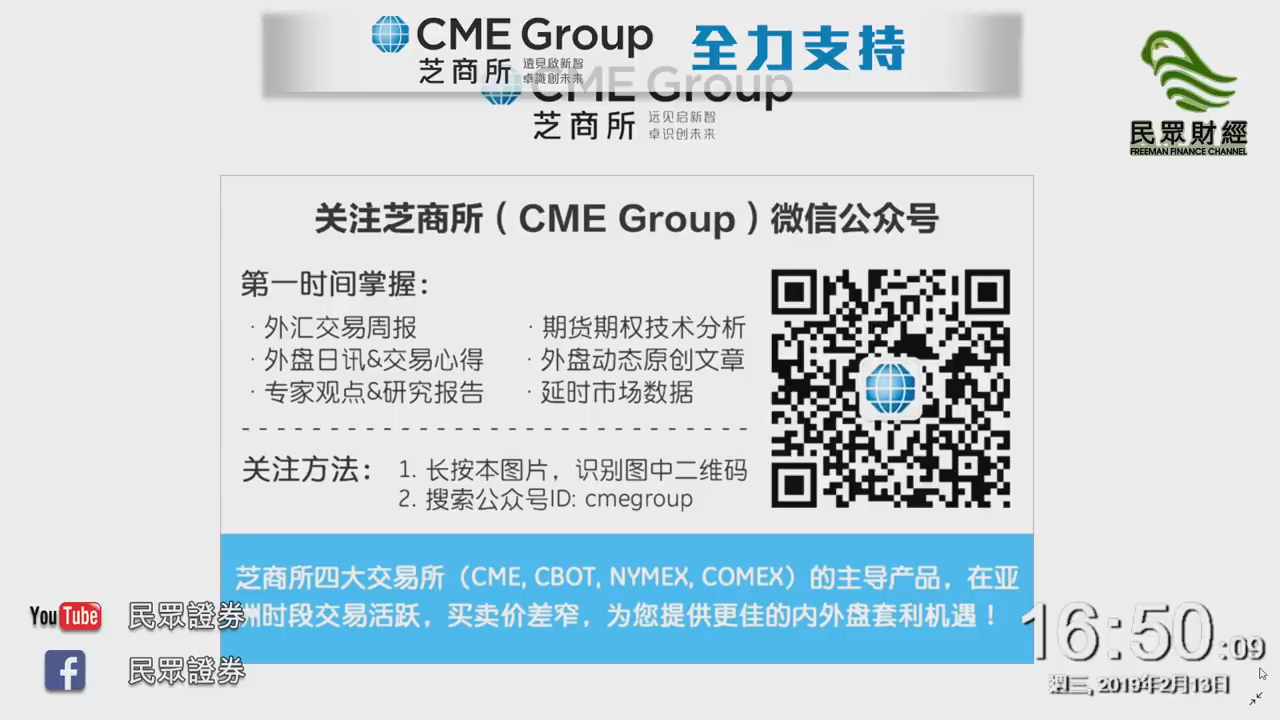 CME Group
芝商所 遠見啟新智
卓識創未來
全力支持
CME Group
芝商所 远见启新智
卓识创未来
民眾財經
FREEMAN FINANCE CHANNEL
关注芝商所（CME Group）微信公众号
第一时间掌握：
· 外汇交易周报
· 外盘日讯&交易心得
· 专家观点&研究报告
· 期货期权技术分析
· 外盘动态原创文章
· 延时市场数据
关注方法：
1. 长按本图片，识别图中二维码
2. 搜索公众号ID: cmegroup
芝商所四大交易所（CME, CBOT, NYMEX, COMEX）的主导产品，在亚
洲时段交易活跃，买卖价差窄，为您提供更佳的内外盘套利机遇！
YouTube 民眾證券
f 民眾證券
16:50:09
週三, 2019年2月13日